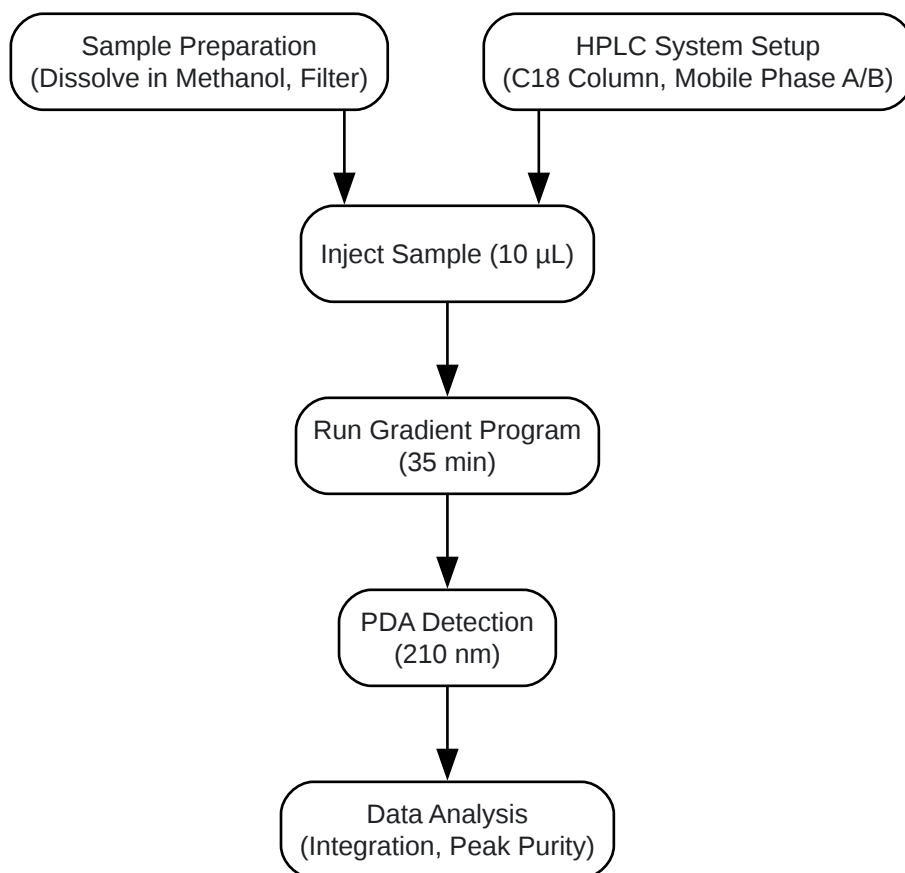 Sample Preparation
(Dissolve in Methanol, Filter)
HPLC System Setup
(C18 Column, Mobile Phase A/B)
Inject Sample (10 µL)
Run Gradient Program
(35 min)
PDA Detection
(210 nm)
Data Analysis
(Integration, Peak Purity)